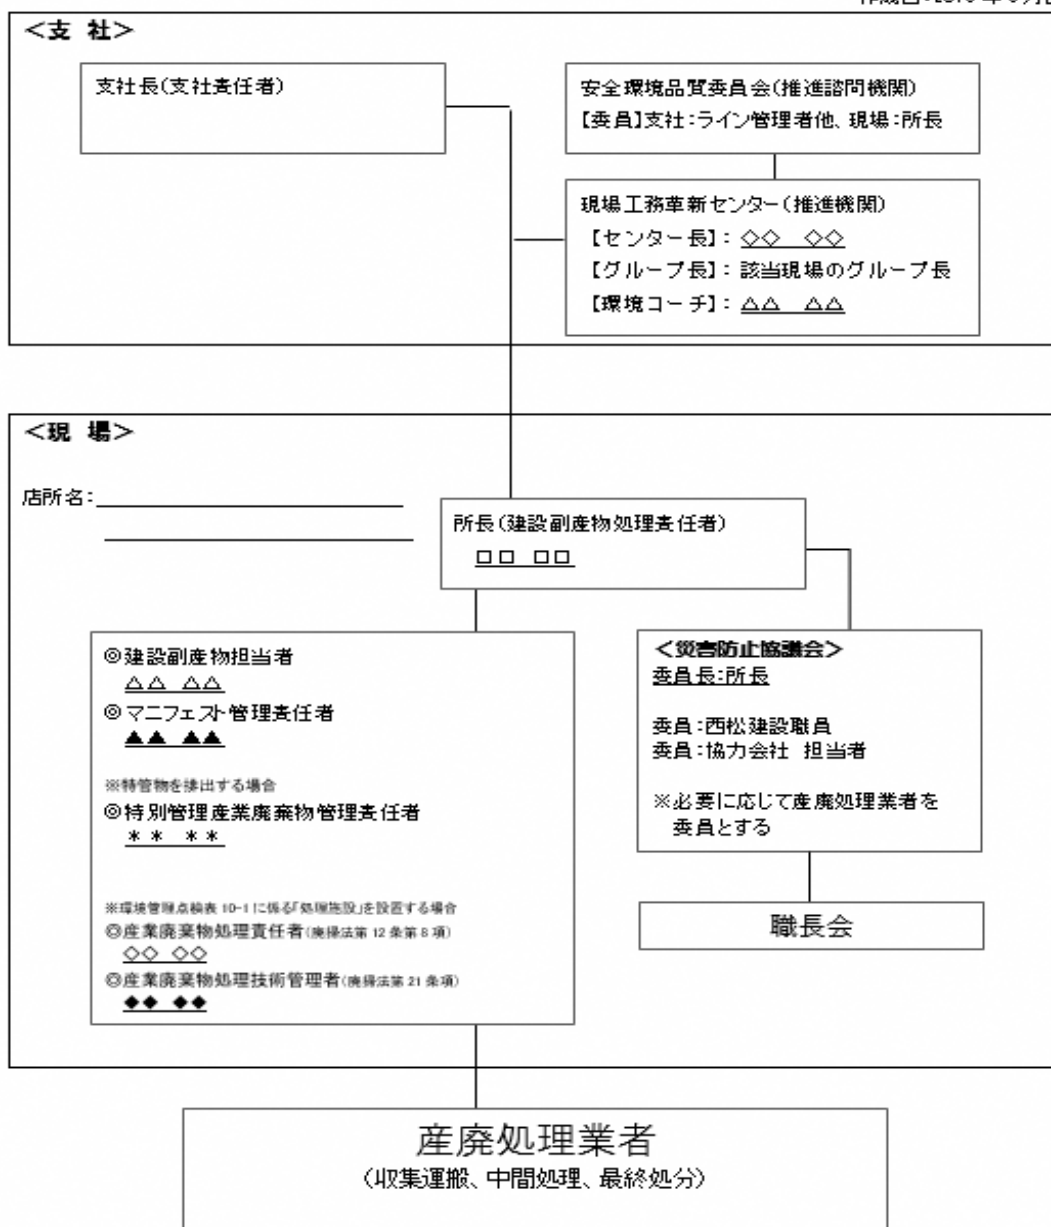 ＜支 社＞
支社長(支社責任者)
安全環境品質委員会(推進諮問機関)
【委員】支社:ライン管理者他、現場:所長
現場工務革新センター(推進機関)
【センター長】: ◇◇ ◇◇
【グループ長】: 該当現場のグループ長
【環境コーチ】: △△ △△
＜現 場＞
店所名:
所長(建設副産物処理責任者)
□□ □□
◎建設副産物担当者
△△ △△
◎マニフェスト管理責任者
▲▲ ▲▲
※特管物を排出する場合
◎特別管理産業廃棄物管理責任者
＊＊ ＊＊
※環境管理点検表 10-1 に係る「処理施設」を設置する場合
◎産業廃棄物処理責任者(廃掃法第 12 条第 8 項)
◇◇ ◇◇
◎産業廃棄物処理技術管理者(廃掃法第 21 条項)
◆◆ ◆◆
＜災害防止協議会＞
委員長:所長
委員:西松建設職員
委員:協力会社 担当者
※必要に応じて産廃処理業者を
委員とする
職長会
産廃処理業者
(収集運搬、中間処理、最終処分)